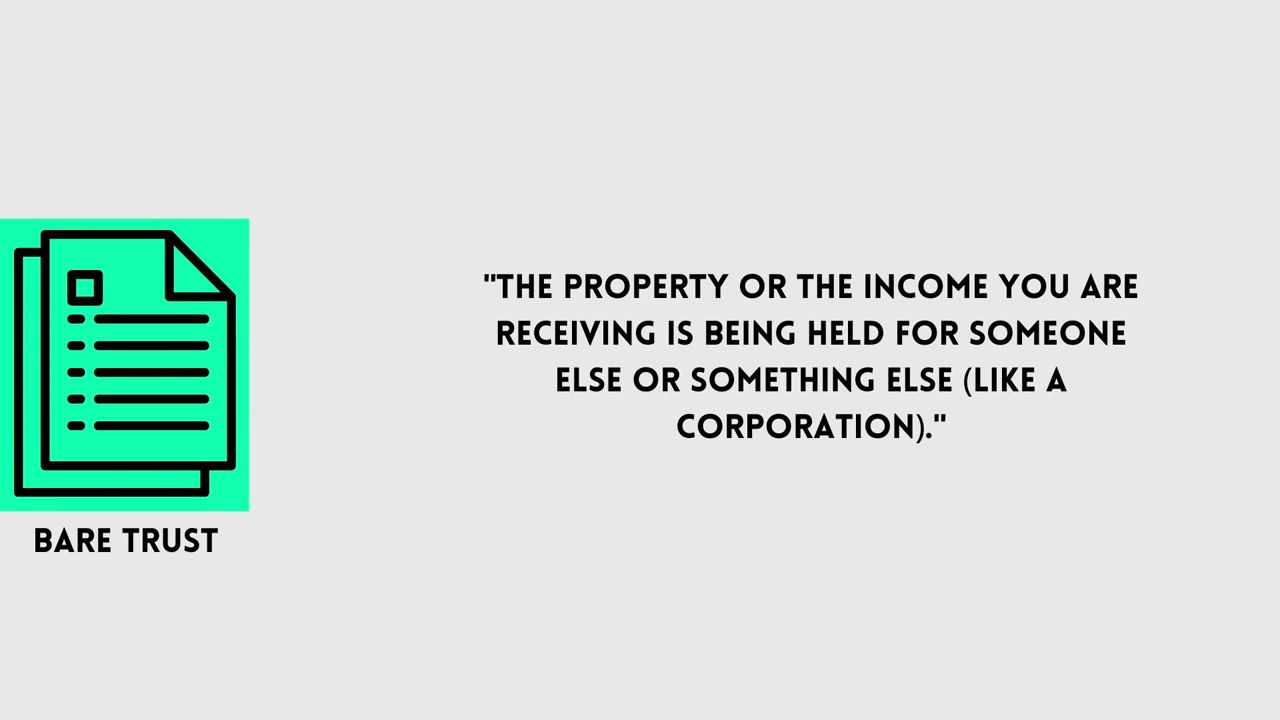 "THE PROPERTY OR THE INCOME YOU ARE
RECEIVING IS BEING HELD FOR SOMEONE
ELSE OR SOMETHING ELSE (LIKE A
CORPORATION)."
BARE TRUST